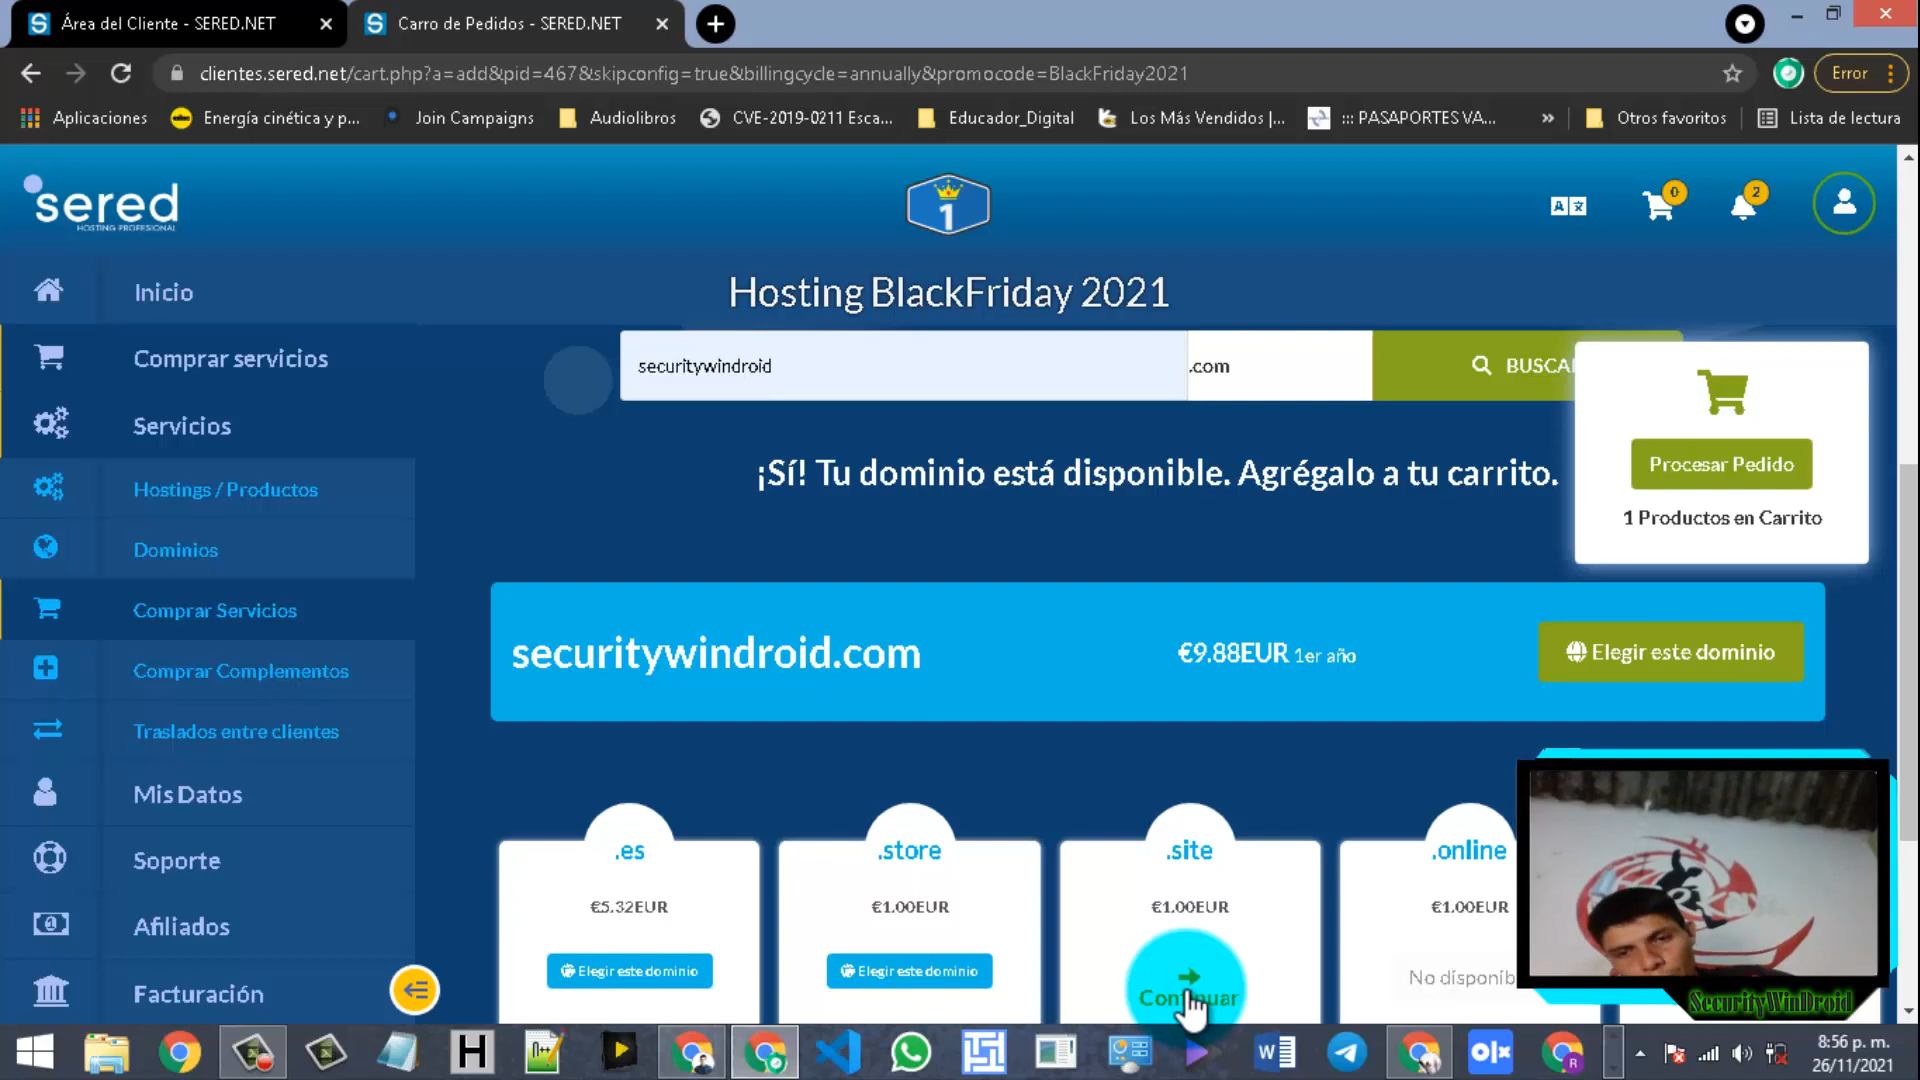 Área del Cliente - SERED.NET
Carro de Pedidos - SERED.NET
clientes.sered.net/cart.php?a=add&pid=467&skipconfig=true&billingcycle=annually&promocode=BlackFriday2021
Error
Aplicaciones
Energía cinética y p...
Join Campaigns
Audiolibros
CVE-2019-0211 Esca...
Educador_Digital
Los Más Vendidos |...
::: PASAPORTES VA...
»
Otros favoritos
Lista de lectura
sered
HOSTING PROFESIONAL
1
0
2
Inicio
Hosting BlackFriday 2021
Comprar servicios
securitywindroid
.com
BUSCA
Servicios
Procesar Pedido
¡Sí! Tu dominio está disponible. Agrégalo a tu carrito.
Hostings / Productos
1 Productos en Carrito
Dominios
Comprar Servicios
securitywindroid.com
€9.88EUR 1er año
Elegir este dominio
Comprar Complementos
Traslados entre clientes
Mis Datos
.es
.store
.site
.online
Soporte
€5.32EUR
€1.00EUR
€1.00EUR
€1.00EUR
Afiliados
Elegir este dominio
Elegir este dominio
Continuar
No disponib
Facturación
SecurityWinDroid
8:56 p. m.
26/11/2021